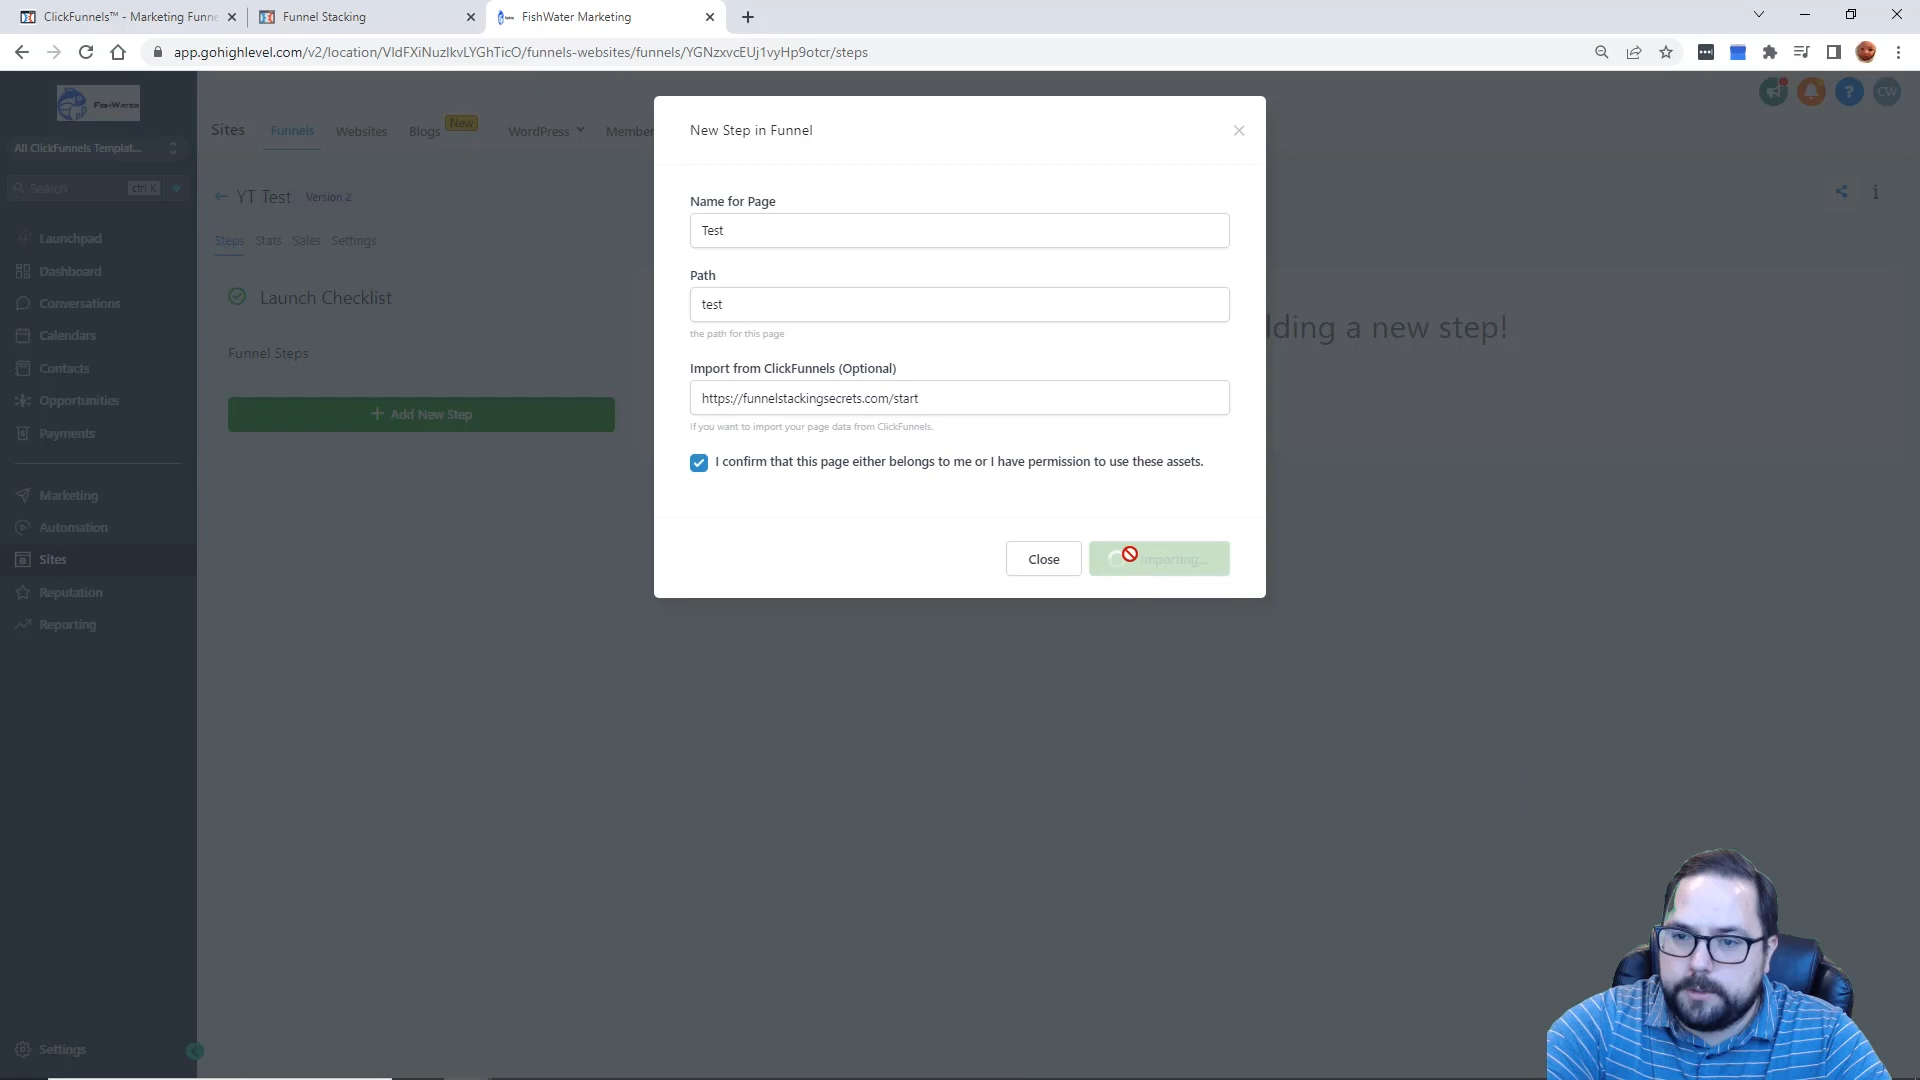 ClickFunnels™ - Marketing Funne
Funnel Stacking
FishWater Marketing
app.gohighlevel.com/v2/location/VIdFXiNuzlkvLYGhTicO/funnels-websites/funnels/YGNzxvcEUj1vyHp9otcr/steps
FishWater
Sites
Funnels
Websites
Blogs
New
WordPress
Member
CW
All ClickFunnels Templat...
Search
ctrl K
YT Test
Version 2
Steps
Stats
Sales
Settings
Launchpad
Dashboard
Conversations
Calendars
Contacts
Opportunities
Payments
Marketing
Automation
Sites
Reputation
Reporting
Settings
Launch Checklist
Funnel Steps
+ Add New Step
dding a new step!
New Step in Funnel
Name for Page
Test
Path
test
the path for this page
Import from ClickFunnels (Optional)
https://funnelstackingsecrets.com/start
If you want to import your page data from ClickFunnels.
I confirm that this page either belongs to me or I have permission to use these assets.
Close
Importing...